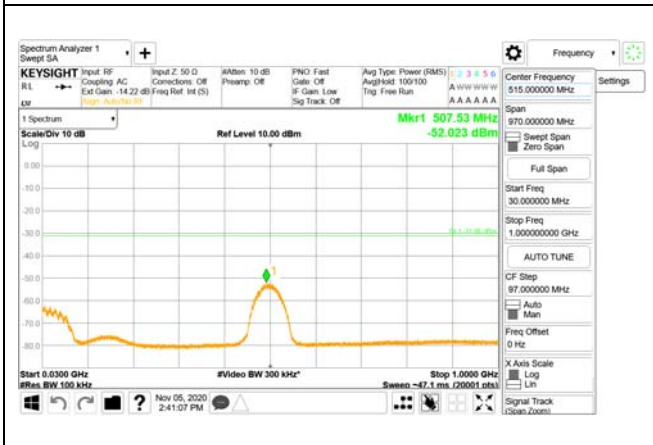 Spectrum Analyzer 1
Swept SA
+
Frequency
KEYSIGHT
RL
Input: RF
Coupling: AC
Ext Gain: -14.22 dB
Align: Auto/No RF
Input Z: 50 Ω
Corrections: Off
Freq Ref: Int (S)
#Atten: 10 dB
Preamp: Off
PNO: Fast
Gate: Off
IF Gain: Low
Sig Track: Off
Avg Type: Power (RMS)
Avg|Hold: 100/100
Trig: Free Run
1 2 3 4 5 6
A W W W W W
A A A A A A
1 Spectrum
Scale/Div 10 dB
Log
Ref Level 10.00 dBm
Mkr1 507.53 MHz
-52.023 dBm
0.00
-10.0
-20.0
-30.0
-40.0
-50.0
-60.0
-70.0
-80.0
1
Start 0.0300 GHz
#Res BW 100 kHz
#Video BW 300 kHz*
Stop 1.0000 GHz
Sweep ~47.1 ms (20001 pts)
Nov 05, 2020
2:41:07 PM
Center Frequency
515.000000 MHz
Settings
Span
970.000000 MHz
Swept Span
Zero Span
Full Span
Start Freq
30.000000 MHz
Stop Freq
1.000000000 GHz
AUTO TUNE
CF Step
97.000000 MHz
Auto
Man
Freq Offset
0 Hz
X Axis Scale
Log
Lin
Signal Track
(Span Zoom)